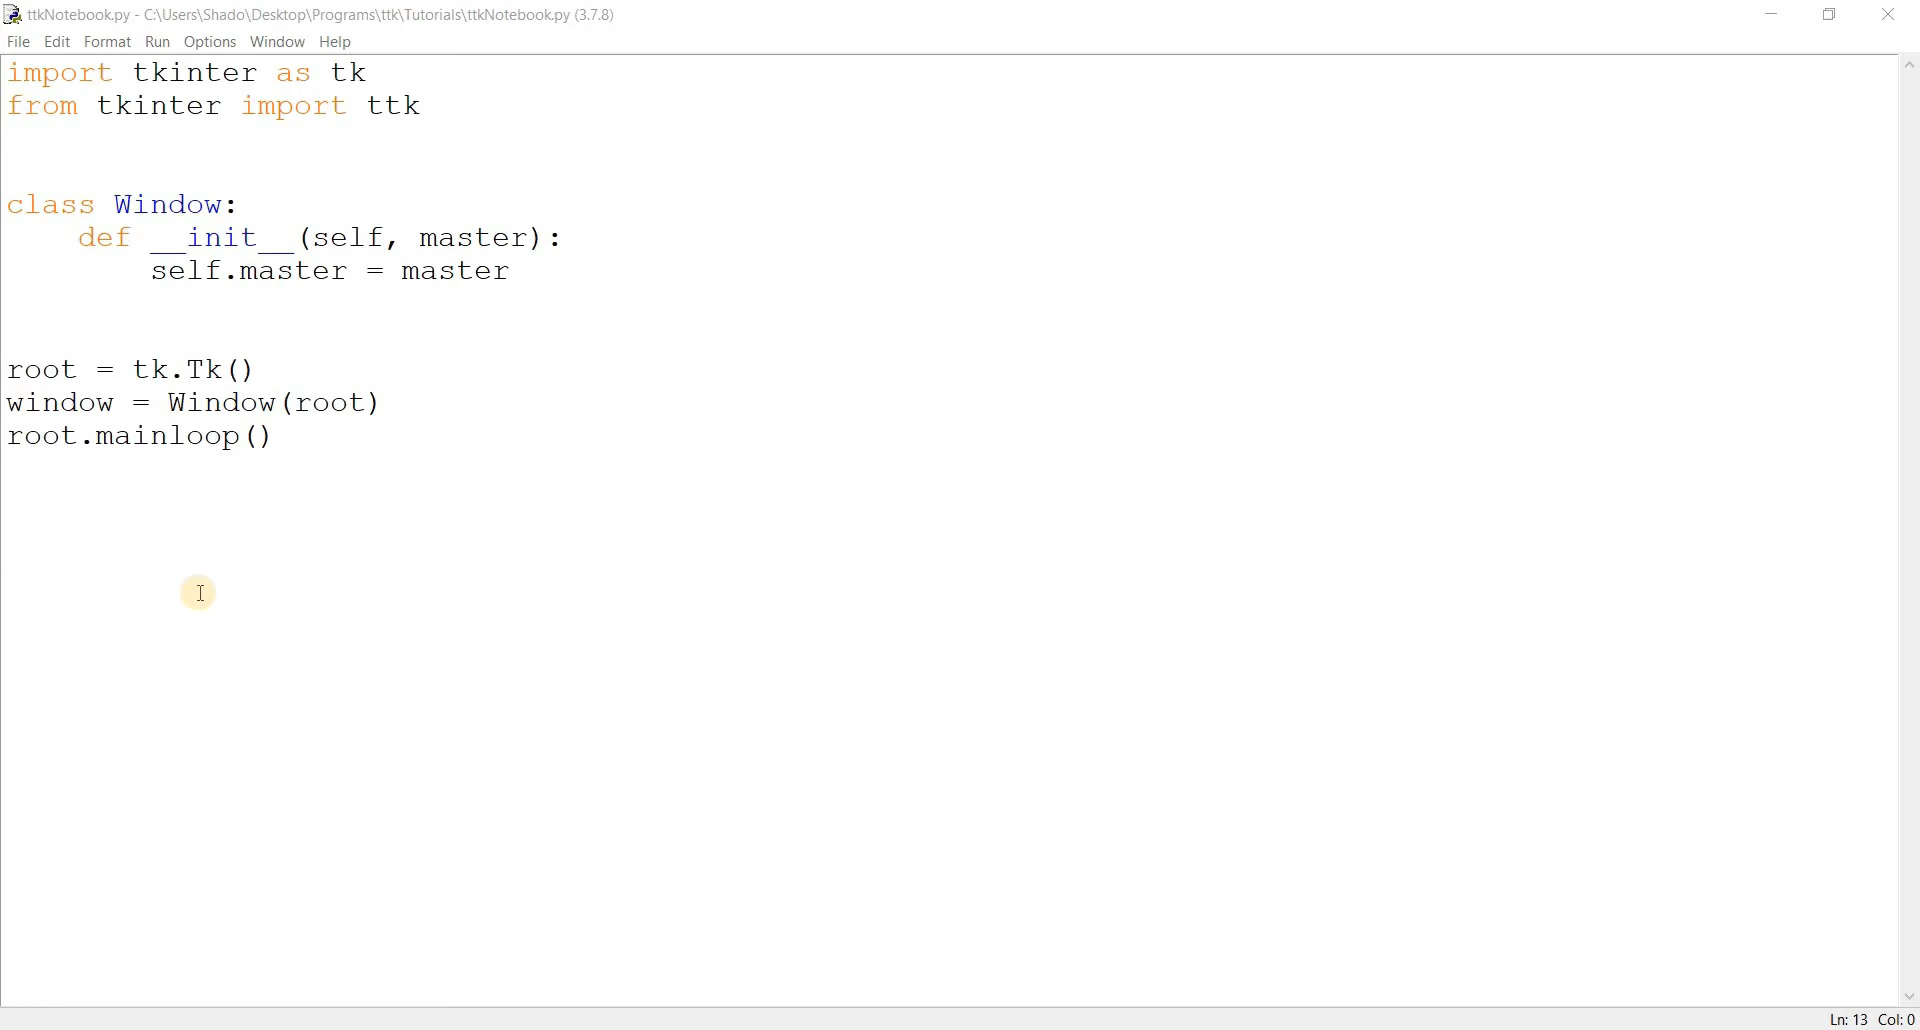 ttkNotebook.py - C:\Users\Shado\Desktop\Programs\ttk\Tutorials\ttkNotebook.py (3.7.8)
File Edit Format Run Options Window Help
import tkinter as tk
from tkinter import ttk
class Window:
    def __init__(self, master):
        self.master = master
root = tk.Tk()
window = Window(root)
root.mainloop()
Ln: 13 Col: 0